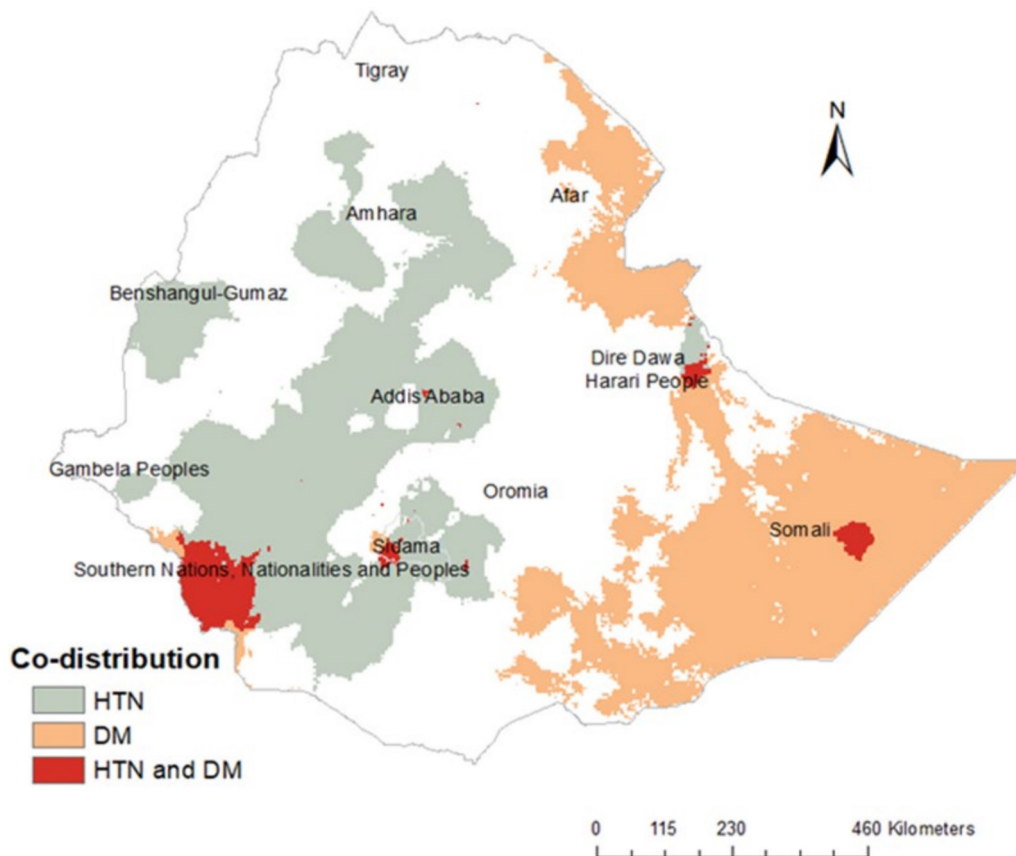 Tigray
N
Afar
Amhara
Benshangul-Gumaz
Dire Dawa
Harari People
Addis Ababa
Gambela Peoples
Oromia
Somali
Sidama
Southern Nations, Nationalities and Peoples
Co-distribution
HTN
DM
HTN and DM
0 115 230 460 Kilometers